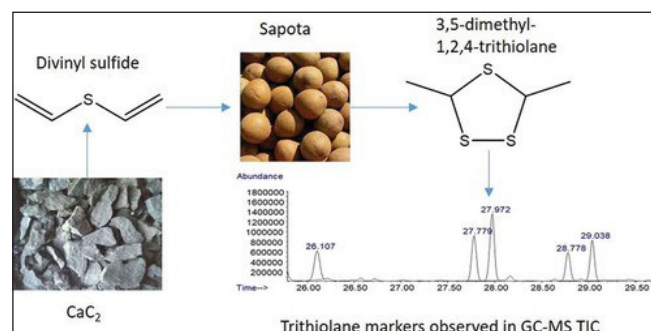 Sapota
3,5-dimethyl-
1,2,4-trithiolane
Divinyl sulfide
S
S
S
S
CaC₂
Abundance
1800000
1600000
1400000
1200000
1000000
800000
600000
400000
200000
26.107
27.779
27.972
28.778
29.038
Time-->
26.00
26.50
27.00
27.50
28.00
28.50
29.00
29.50
Trithiolane markers observed in GC-MS TIC